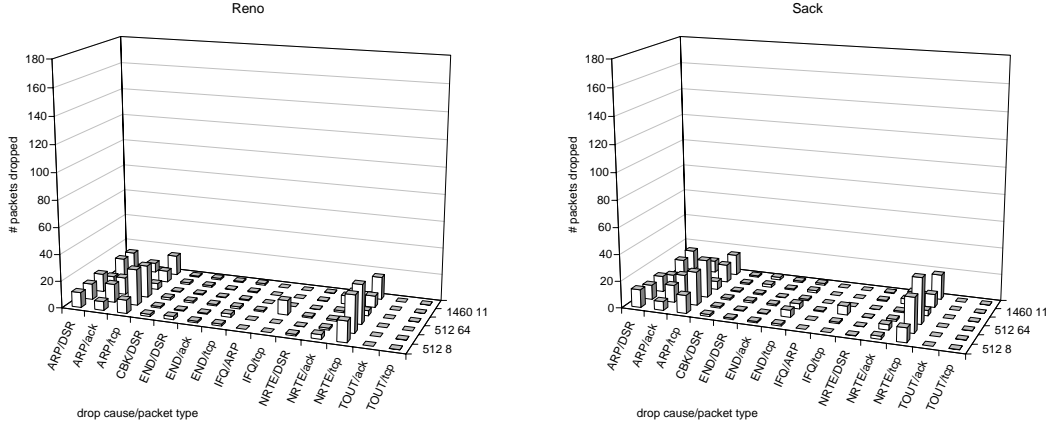 Reno
180
160
140
120
100
80
60
40
20
0
# packets dropped
ARP/DSR
ARP/ack
ARP/tcp
CBK/DSR
END/DSR
END/ack
END/tcp
IFQ/ARP
IFQ/tcp
NRTE/DSR
NRTE/ack
NRTE/tcp
TOUT/ack
TOUT/tcp
1460 11
512 64
512 8
drop cause/packet type
Sack
180
160
140
120
100
80
60
40
20
0
# packets dropped
ARP/DSR
ARP/ack
ARP/tcp
CBK/DSR
END/DSR
END/ack
END/tcp
IFQ/ARP
IFQ/tcp
NRTE/DSR
NRTE/ack
NRTE/tcp
TOUT/ack
TOUT/tcp
1460 11
512 64
512 8
drop cause/packet type